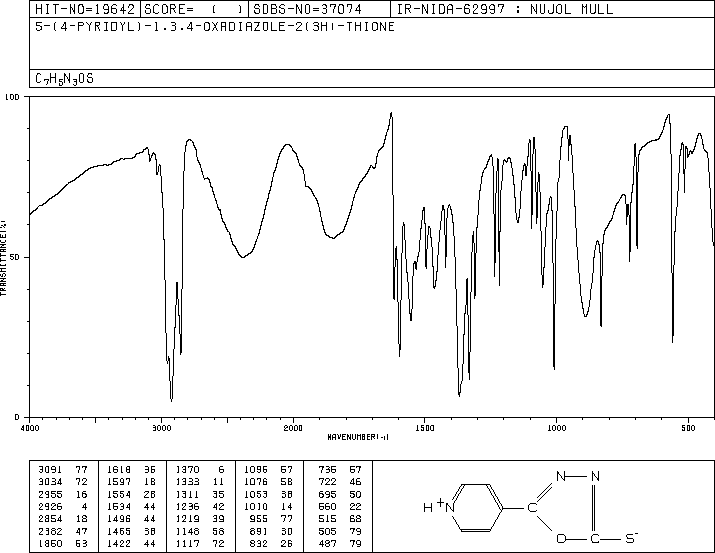 HIT-NO=19642 SCORE= ( ) SDBS-NO=37074 IR-NIDA-62997 : NUJOL MULL
5-(4-PYRIDYL)-1,3,4-OXADIAZOLE-2(3H)-THIONE
C7H5N3OS
100
50
0
TRANSMITTANCE(%)
4000 3000 2000 1500 1000 500
WAVENUMBER(-1)
3091 77 1618 36 1370 6 1096 67 736 67
3034 72 1597 18 1333 11 1076 58 722 46
2955 16 1554 28 1311 35 1053 38 695 50
2926 4 1534 44 1236 42 1010 14 560 22
2854 18 1496 44 1219 39 955 77 515 68
2382 47 1465 38 1148 58 891 30 505 79
1860 53 1422 44 1117 72 832 26 487 79
N N
H + N C
O C S-